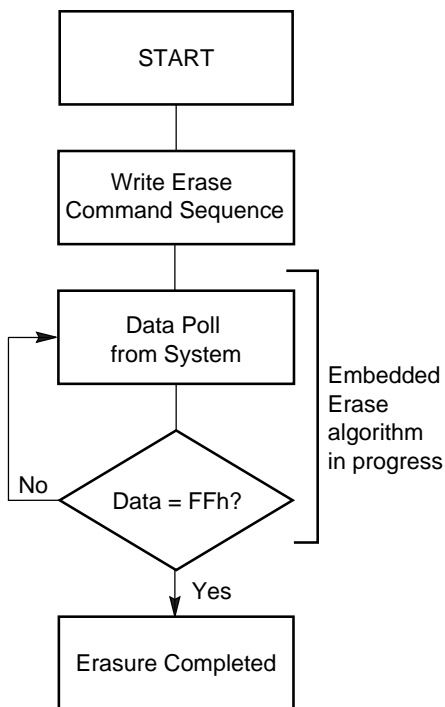 START
Write Erase
Command Sequence
Data Poll
from System
Embedded
Erase
algorithm
in progress
No
Data = FFh?
Yes
Erasure Completed